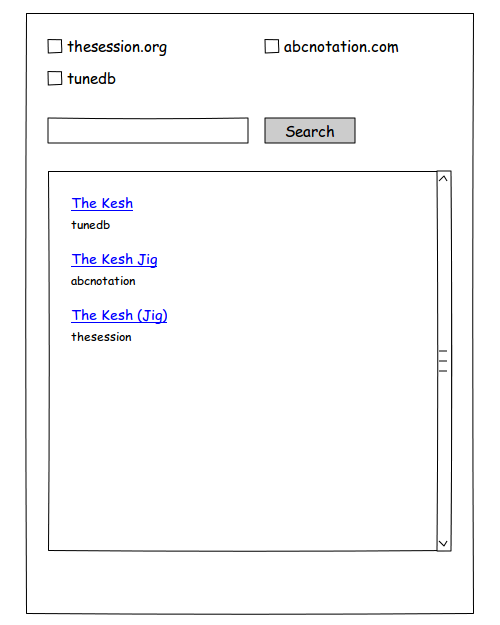 thesession.org abcnotation.com
tunedb
Search
The Kesh
tunedb
The Kesh Jig
abcnotation
The Kesh (Jig)
thesession